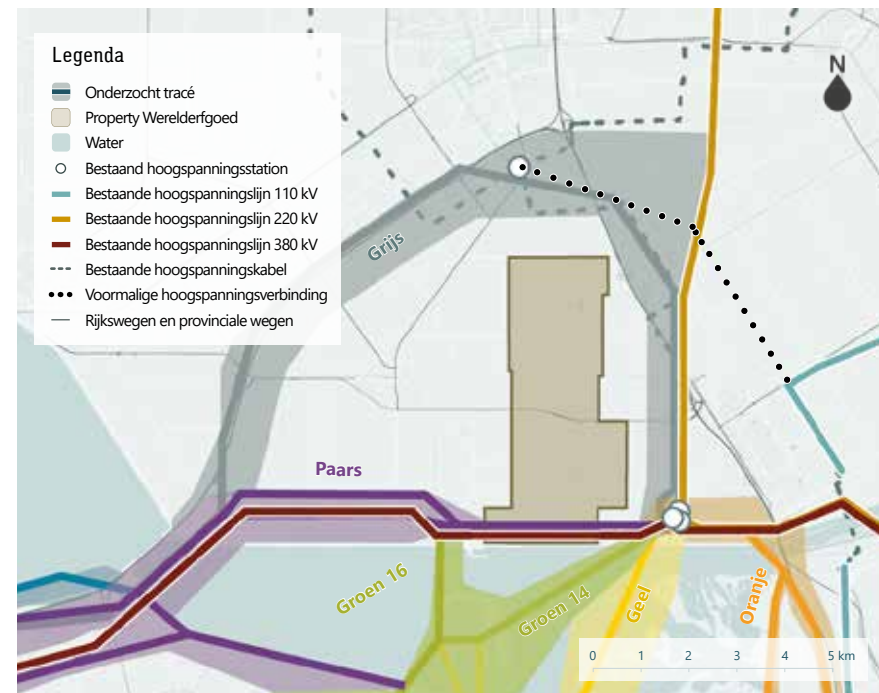 Legenda
Onderzocht tracé
Property Werelderfgoed
Water
Bestaand hoogspanningsstation
Bestaande hoogspanningslijn 110 kV
Bestaande hoogspanningslijn 220 kV
Bestaande hoogspanningslijn 380 kV
Bestaande hoogspanningskabel
Voormalige hoogspanningsverbinding
Rijkswegen en provinciale wegen
N
Grijs
Paars
Groen 16
Groen 14
Geel
Oranje
0 1 2 3 4 5 km